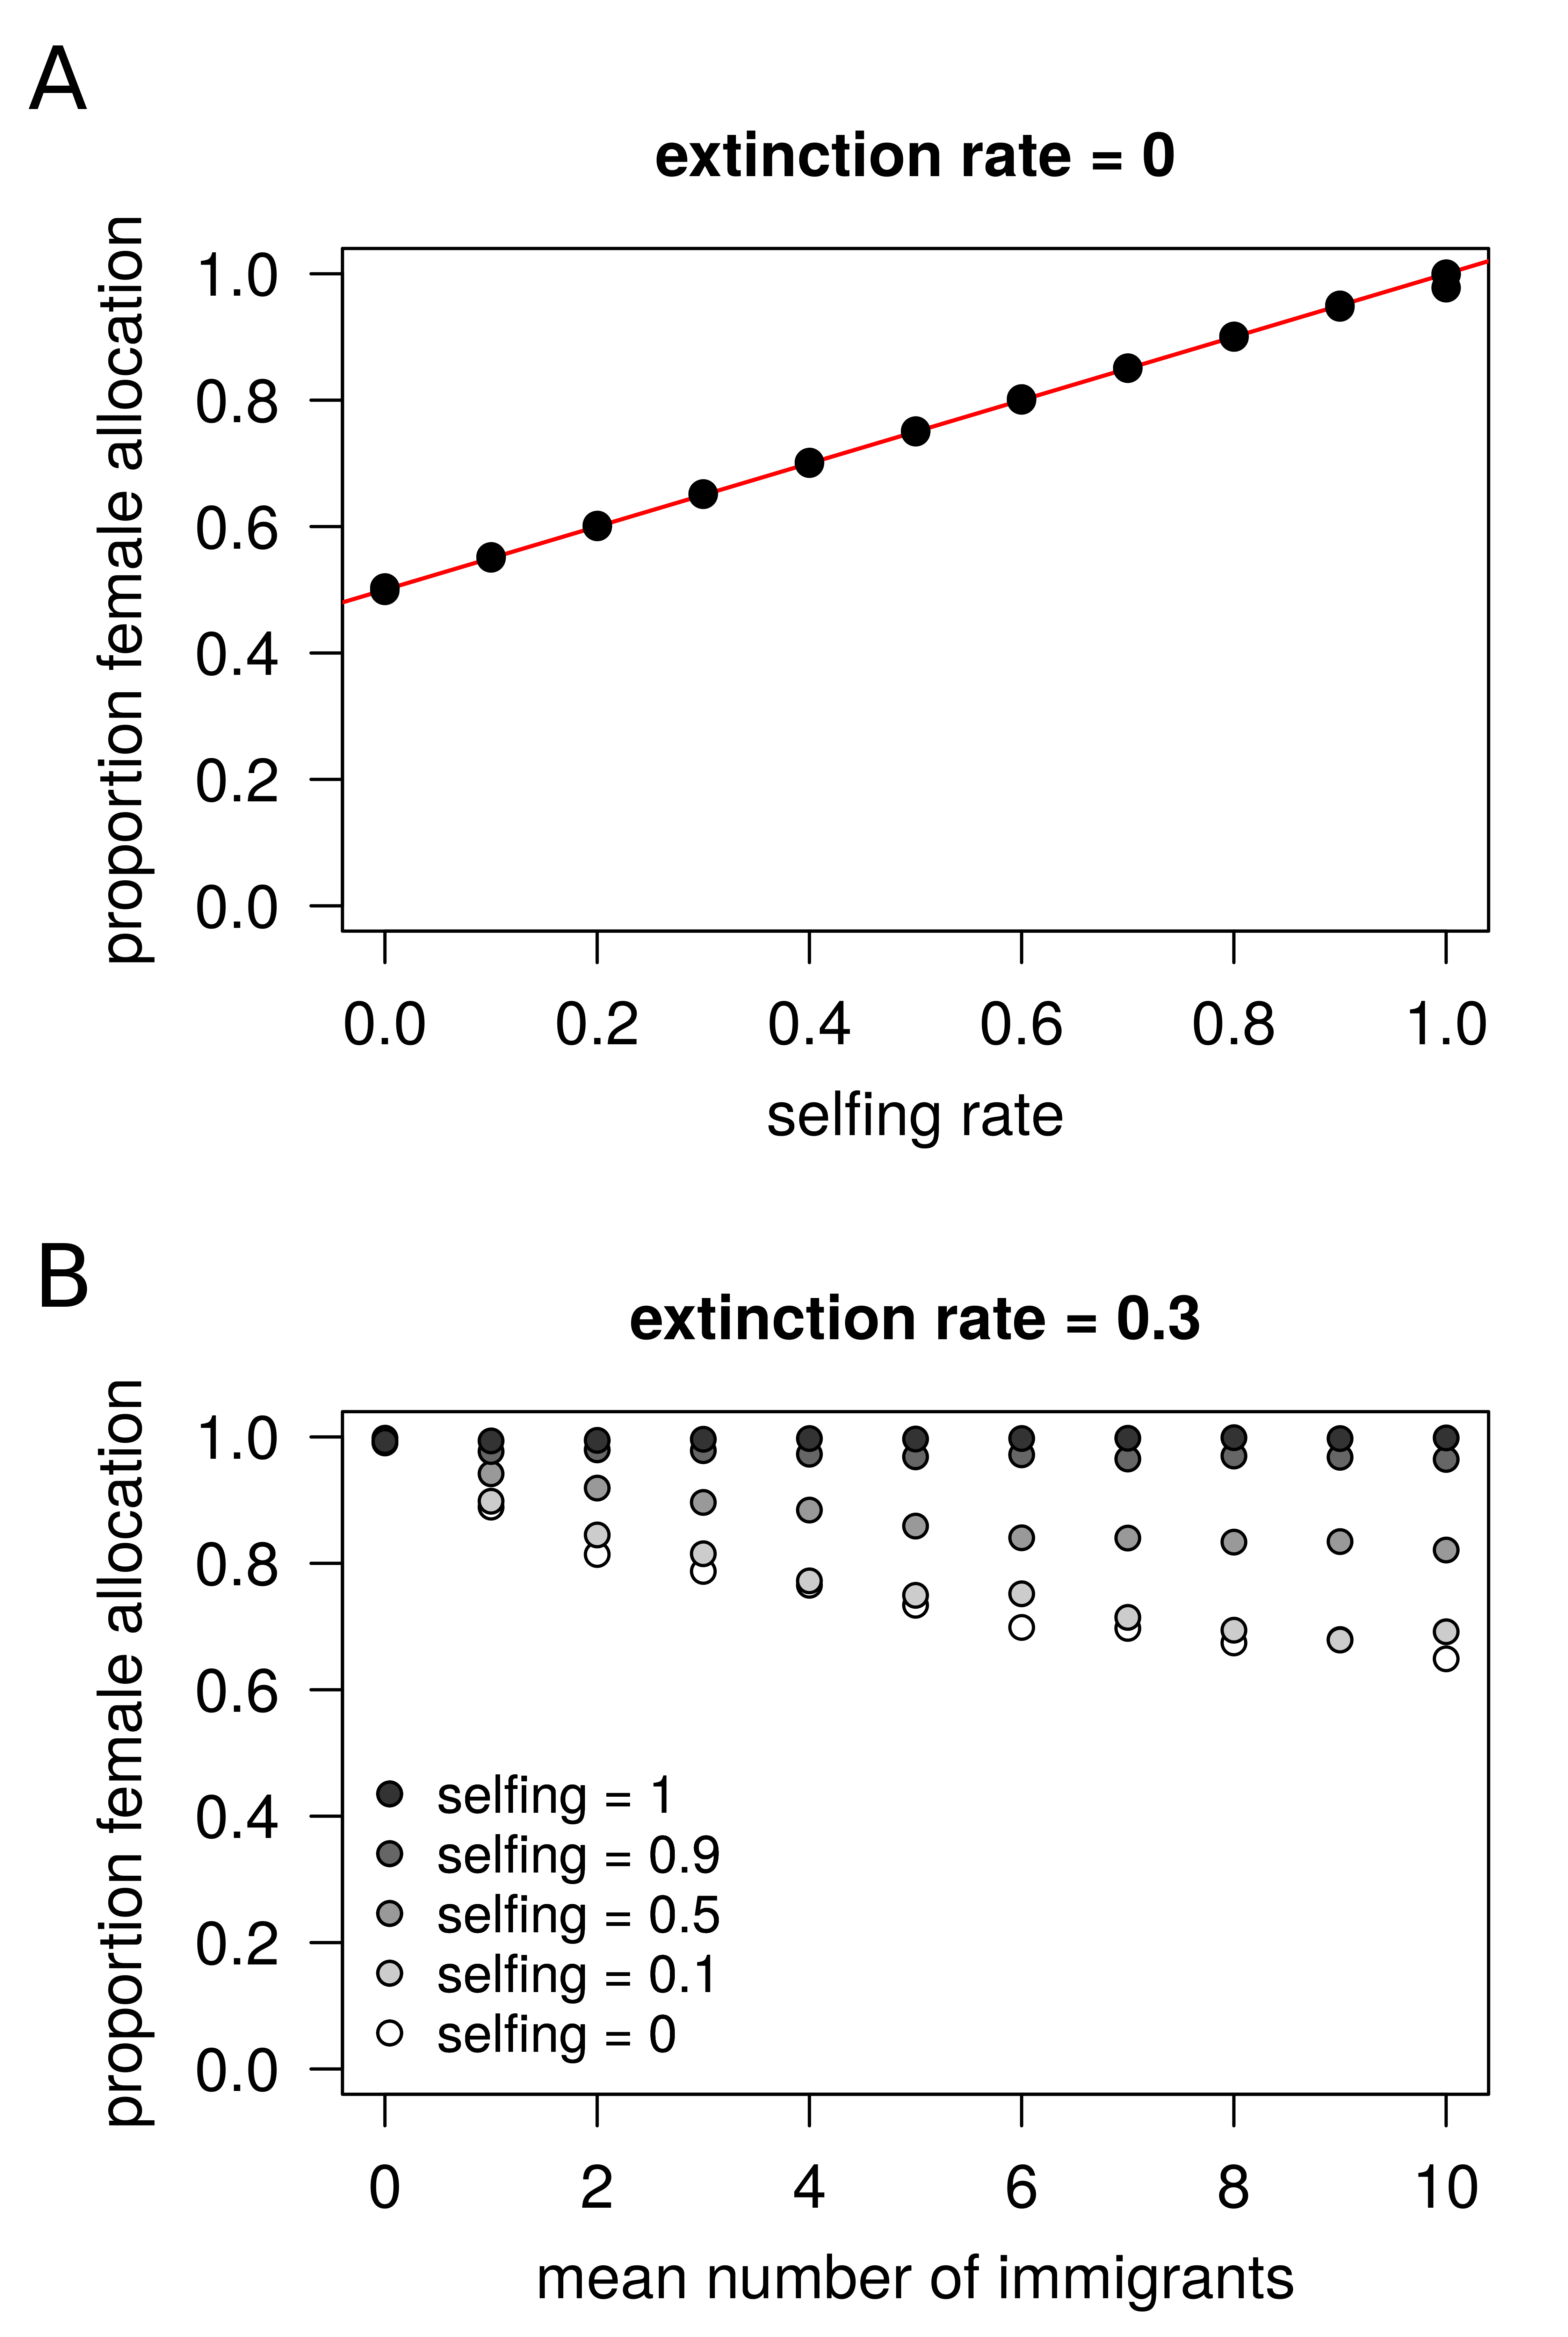 A
extinction rate = 0
proportion female allocation
1.0
0.8
0.6
0.4
0.2
0.0
0.0 0.2 0.4 0.6 0.8 1.0
selfing rate
B
extinction rate = 0.3
proportion female allocation
1.0
0.8
0.6
0.4
0.2
0.0
selfing = 1
selfing = 0.9
selfing = 0.5
selfing = 0.1
selfing = 0
0 2 4 6 8 10
mean number of immigrants